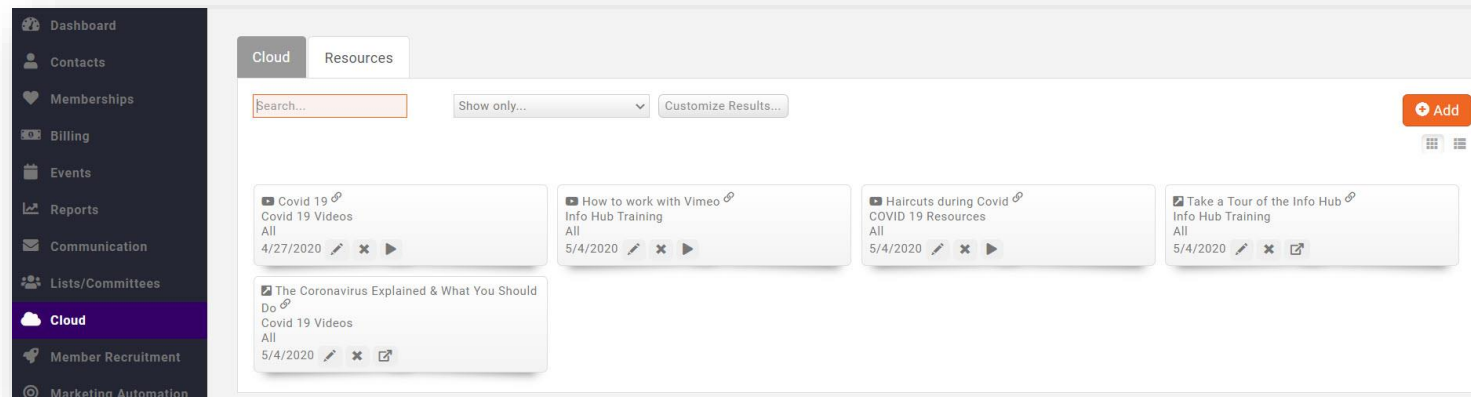 Dashboard
Contacts
Memberships
Billing
Events
Reports
Communication
Lists/Committees
Cloud
Member Recruitment
Marketing Automation
Cloud Resources
Search... Show only... Customize Results...
Add
Covid 19
Covid 19 Videos
All
4/27/2020
How to work with Vimeo
Info Hub Training
All
5/4/2020
Haircuts during Covid
COVID 19 Resources
All
5/4/2020
Take a Tour of the Info Hub
Info Hub Training
All
5/4/2020
The Coronavirus Explained & What You Should
Do
Covid 19 Videos
All
5/4/2020